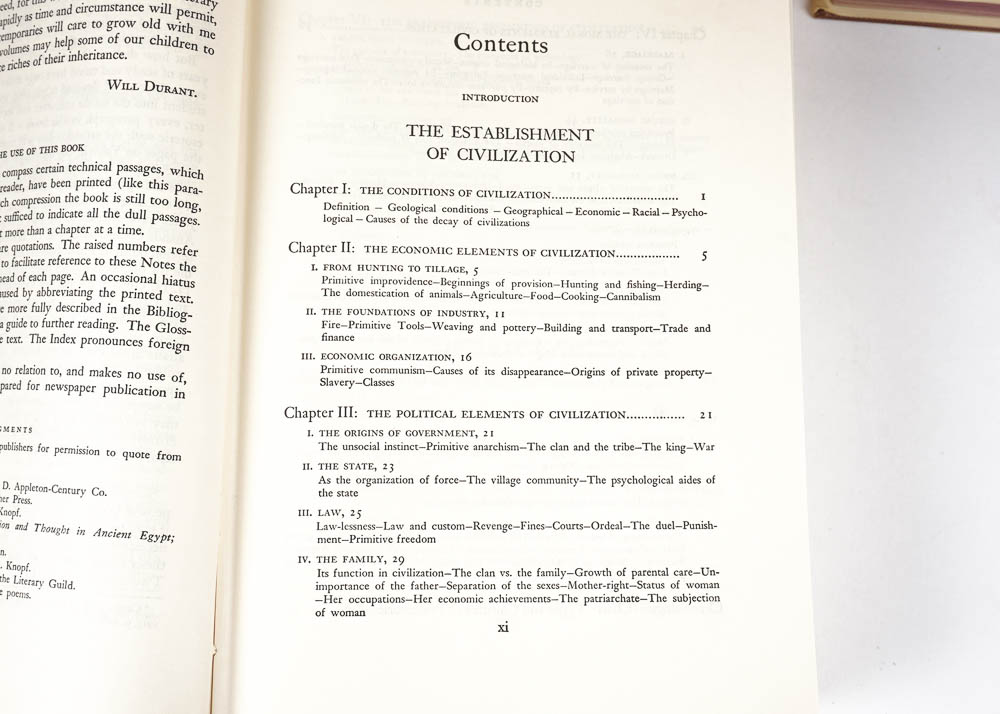 apidly as time and circumstance will permit,
emporaries will care to grow old with me
volumes may help some of our children to
e riches of their inheritance.
WILL DURANT.
HE USE OF THIS BOOK
compass certain technical passages, which
reader, have been printed (like this para-
ch compression the book is still too long,
sufficed to indicate all the dull passages.
t more than a chapter at a time.
are quotations. The raised numbers refer
to facilitate reference to these Notes the
head of each page. An occasional hiatus
aused by abbreviating the printed text.
e more fully described in the Bibliog-
a guide to further reading. The Gloss-
e text. The Index pronounces foreign
no relation to, and makes no use of,
pared for newspaper publication in
GMENTS
publishers for permission to quote from
D. Appleton-Century Co.
ner Press.
Knopf.
ion and Thought in Ancient Egypt;
n.
. Knopf.
the Literary Guild.
e poems.
Contents
INTRODUCTION
THE ESTABLISHMENT
OF CIVILIZATION
Chapter I: THE CONDITIONS OF CIVILIZATION.................................... 1
Definition — Geological conditions — Geographical — Economic — Racial — Psycho-
logical — Causes of the decay of civilizations
Chapter II: THE ECONOMIC ELEMENTS OF CIVILIZATION.................. 5
I. FROM HUNTING TO TILLAGE, 5
Primitive improvidence—Beginnings of provision—Hunting and fishing—Herding—
The domestication of animals—Agriculture—Food—Cooking—Cannibalism
II. THE FOUNDATIONS OF INDUSTRY, 11
Fire—Primitive Tools—Weaving and pottery—Building and transport—Trade and
finance
III. ECONOMIC ORGANIZATION, 16
Primitive communism—Causes of its disappearance—Origins of private property—
Slavery—Classes
Chapter III: THE POLITICAL ELEMENTS OF CIVILIZATION................ 21
I. THE ORIGINS OF GOVERNMENT, 21
The unsocial instinct—Primitive anarchism—The clan and the tribe—The king—War
II. THE STATE, 23
As the organization of force—The village community—The psychological aides of
the state
III. LAW, 25
Law-lessness—Law and custom—Revenge—Fines—Courts—Ordeal—The duel—Punish-
ment—Primitive freedom
IV. THE FAMILY, 29
Its function in civilization—The clan vs. the family—Growth of parental care—Un-
importance of the father—Separation of the sexes—Mother-right—Status of woman
—Her occupations—Her economic achievements—The patriarchate—The subjection
of woman
xi